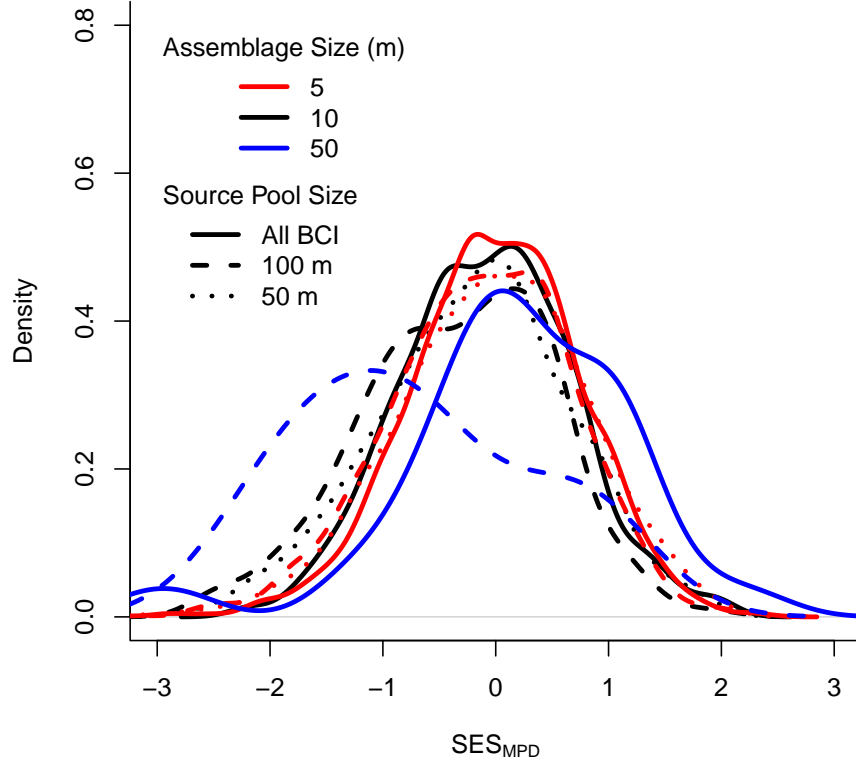 Assemblage Size (m)
5
10
50
Source Pool Size
All BCI
100 m
50 m
Density
0.0
0.2
0.4
0.6
0.8
−3
−2
−1
0
1
2
3
SES_MPD